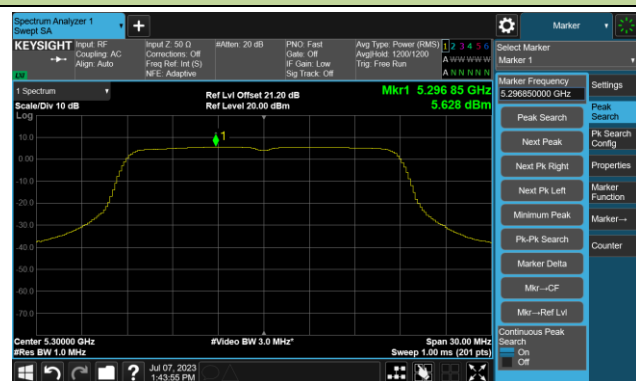 Spectrum Analyzer 1
Swept SA
+
Marker
KEYSIGHT
Input: RF
Coupling: AC
Align: Auto
Input Z: 50 Ω
Corrections: Off
Freq Ref: Int (S)
NFE: Adaptive
#Atten: 20 dB
PNO: Fast
Gate: Off
IF Gain: Low
Sig Track: Off
Avg Type: Power (RMS)
Avg|Hold: 1200/1200
Trig: Free Run
1 2 3 4 5 6
A W W W W W
A N N N N N
LV
Select Marker
Marker 1
Marker Frequency
5.296850000 GHz
Settings
Peak Search
Next Peak
Next Pk Right
Next Pk Left
Minimum Peak
Pk-Pk Search
Marker Delta
Mkr→CF
Mkr→Ref Lvl
Continuous Peak
Search
On
Off
Peak
Search
Pk Search
Config
Properties
Marker
Function
Marker→
Counter
1 Spectrum
Scale/Div 10 dB
Log
Ref Lvl Offset 21.20 dB
Ref Level 20.00 dBm
Mkr1 5.296 85 GHz
5.628 dBm
1
10.0
0.00
-10.0
-20.0
-30.0
-40.0
-50.0
-60.0
-70.0
Center 5.30000 GHz
#Res BW 1.0 MHz
#Video BW 3.0 MHz*
Span 30.00 MHz
Sweep 1.00 ms (201 pts)
?
Jul 07, 2023
1:43:55 PM